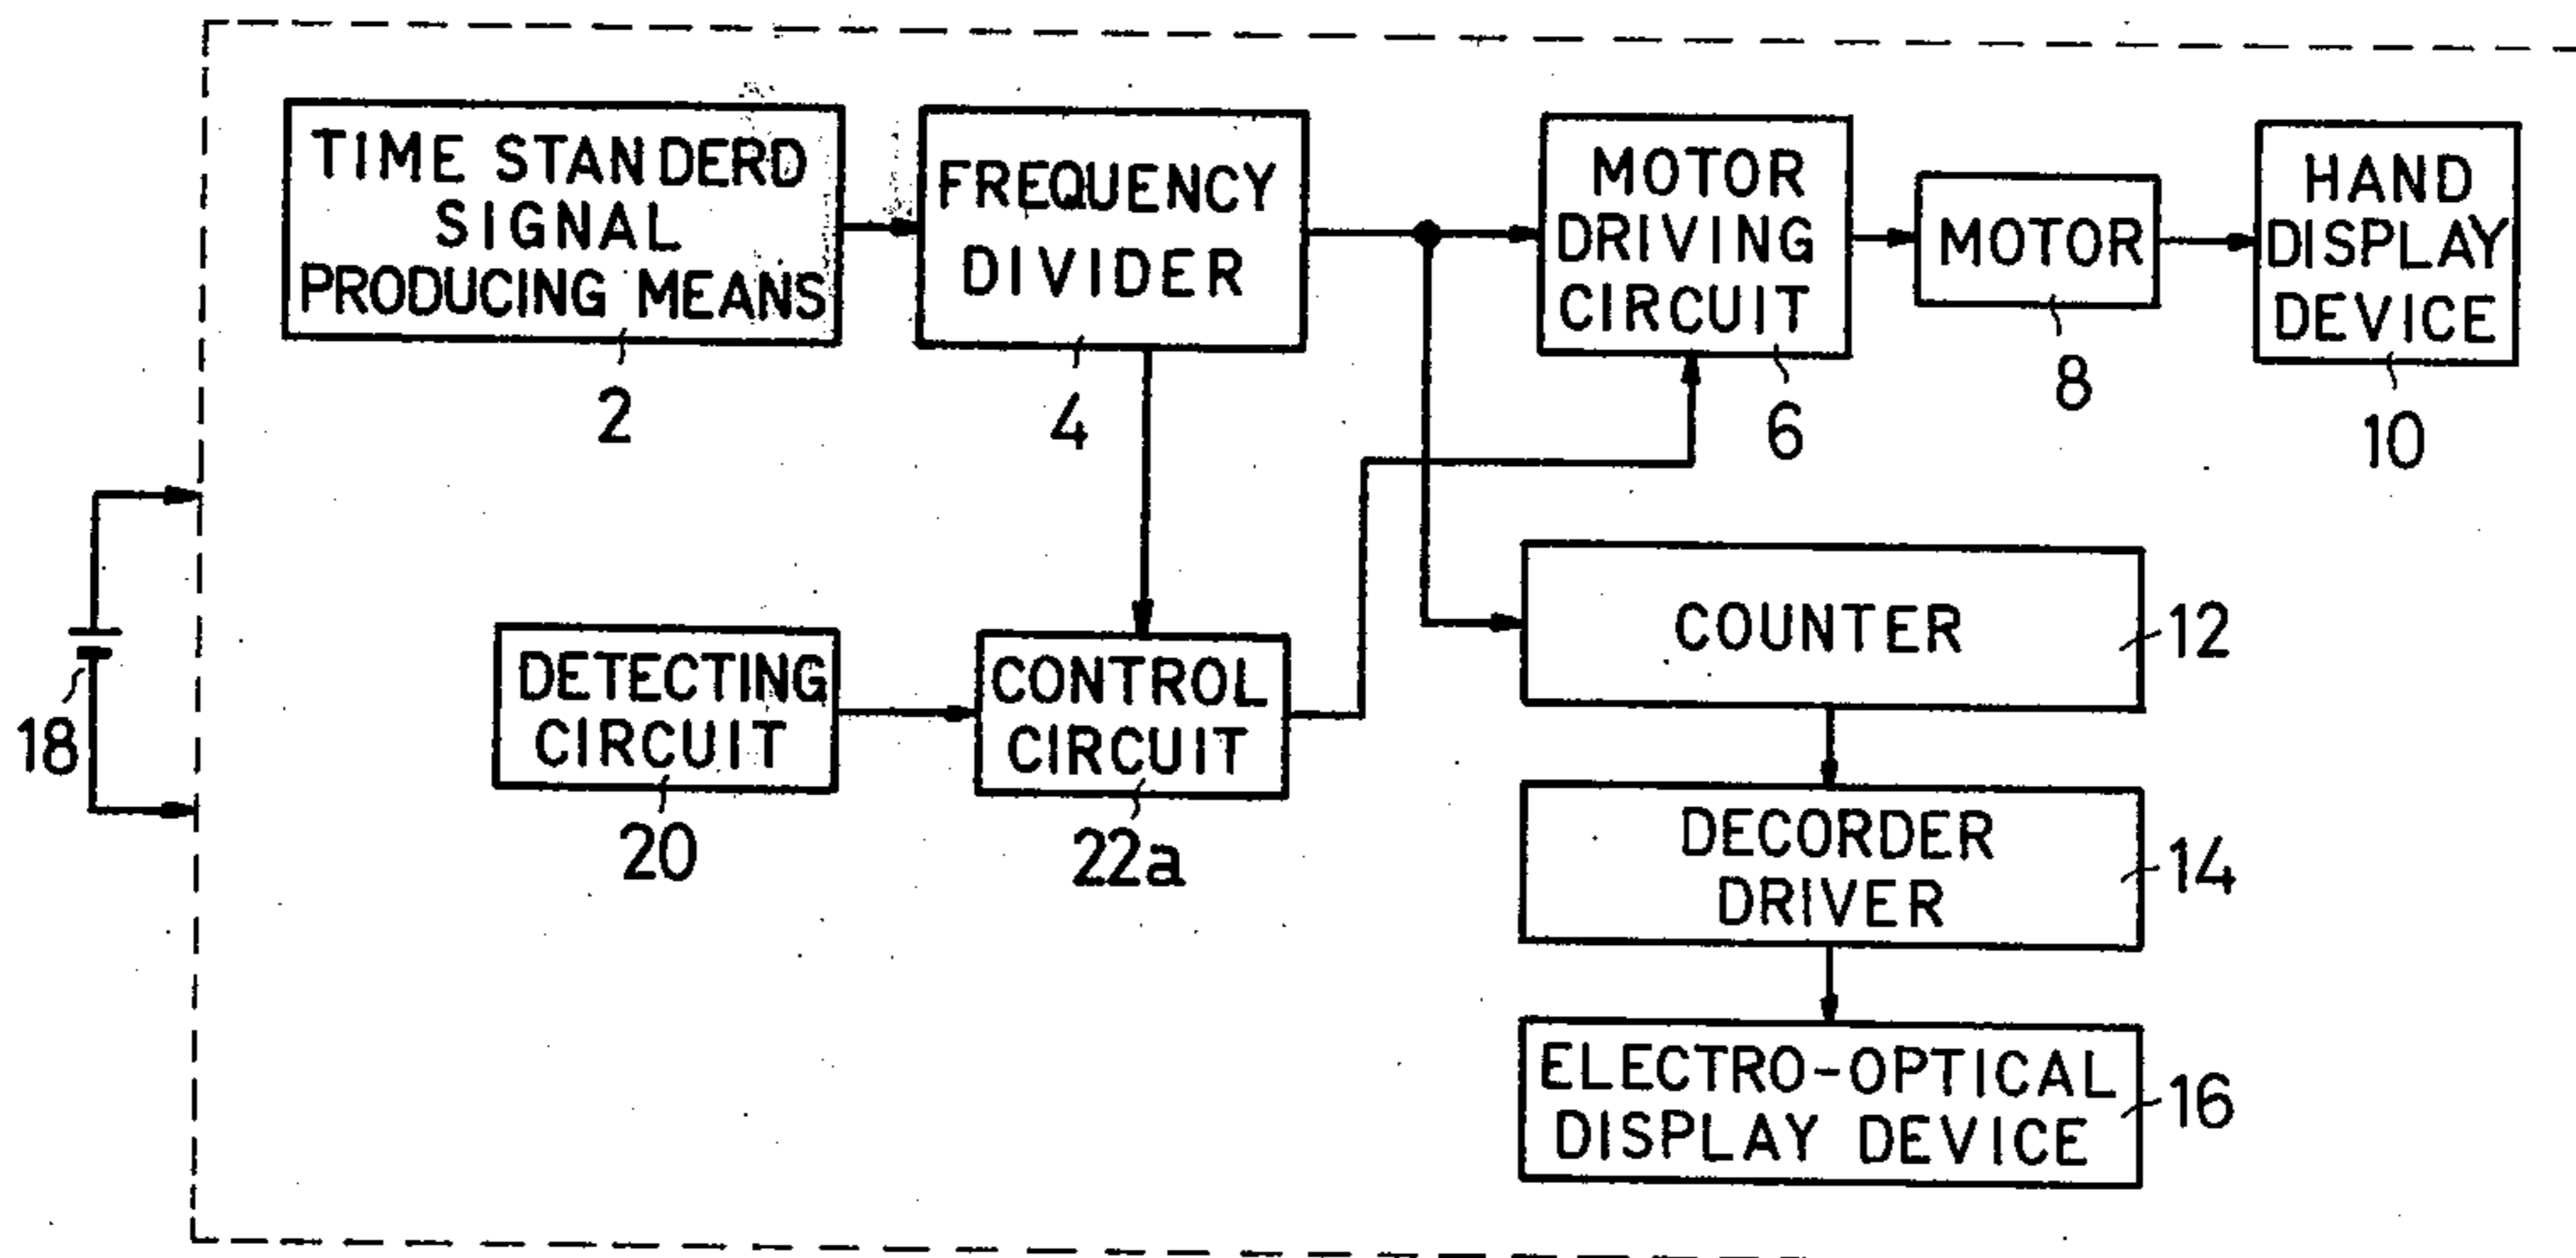 TIME STANDERD
SIGNAL
PRODUCING MEANS
2
FREQUENCY
DIVIDER
4
MOTOR
DRIVING
CIRCUIT
6
MOTOR
8
HAND
DISPLAY
DEVICE
10
18
DETECTING
CIRCUIT
20
CONTROL
CIRCUIT
22a
COUNTER
12
DECORDER
DRIVER
14
ELECTRO-OPTICAL
DISPLAY DEVICE
16